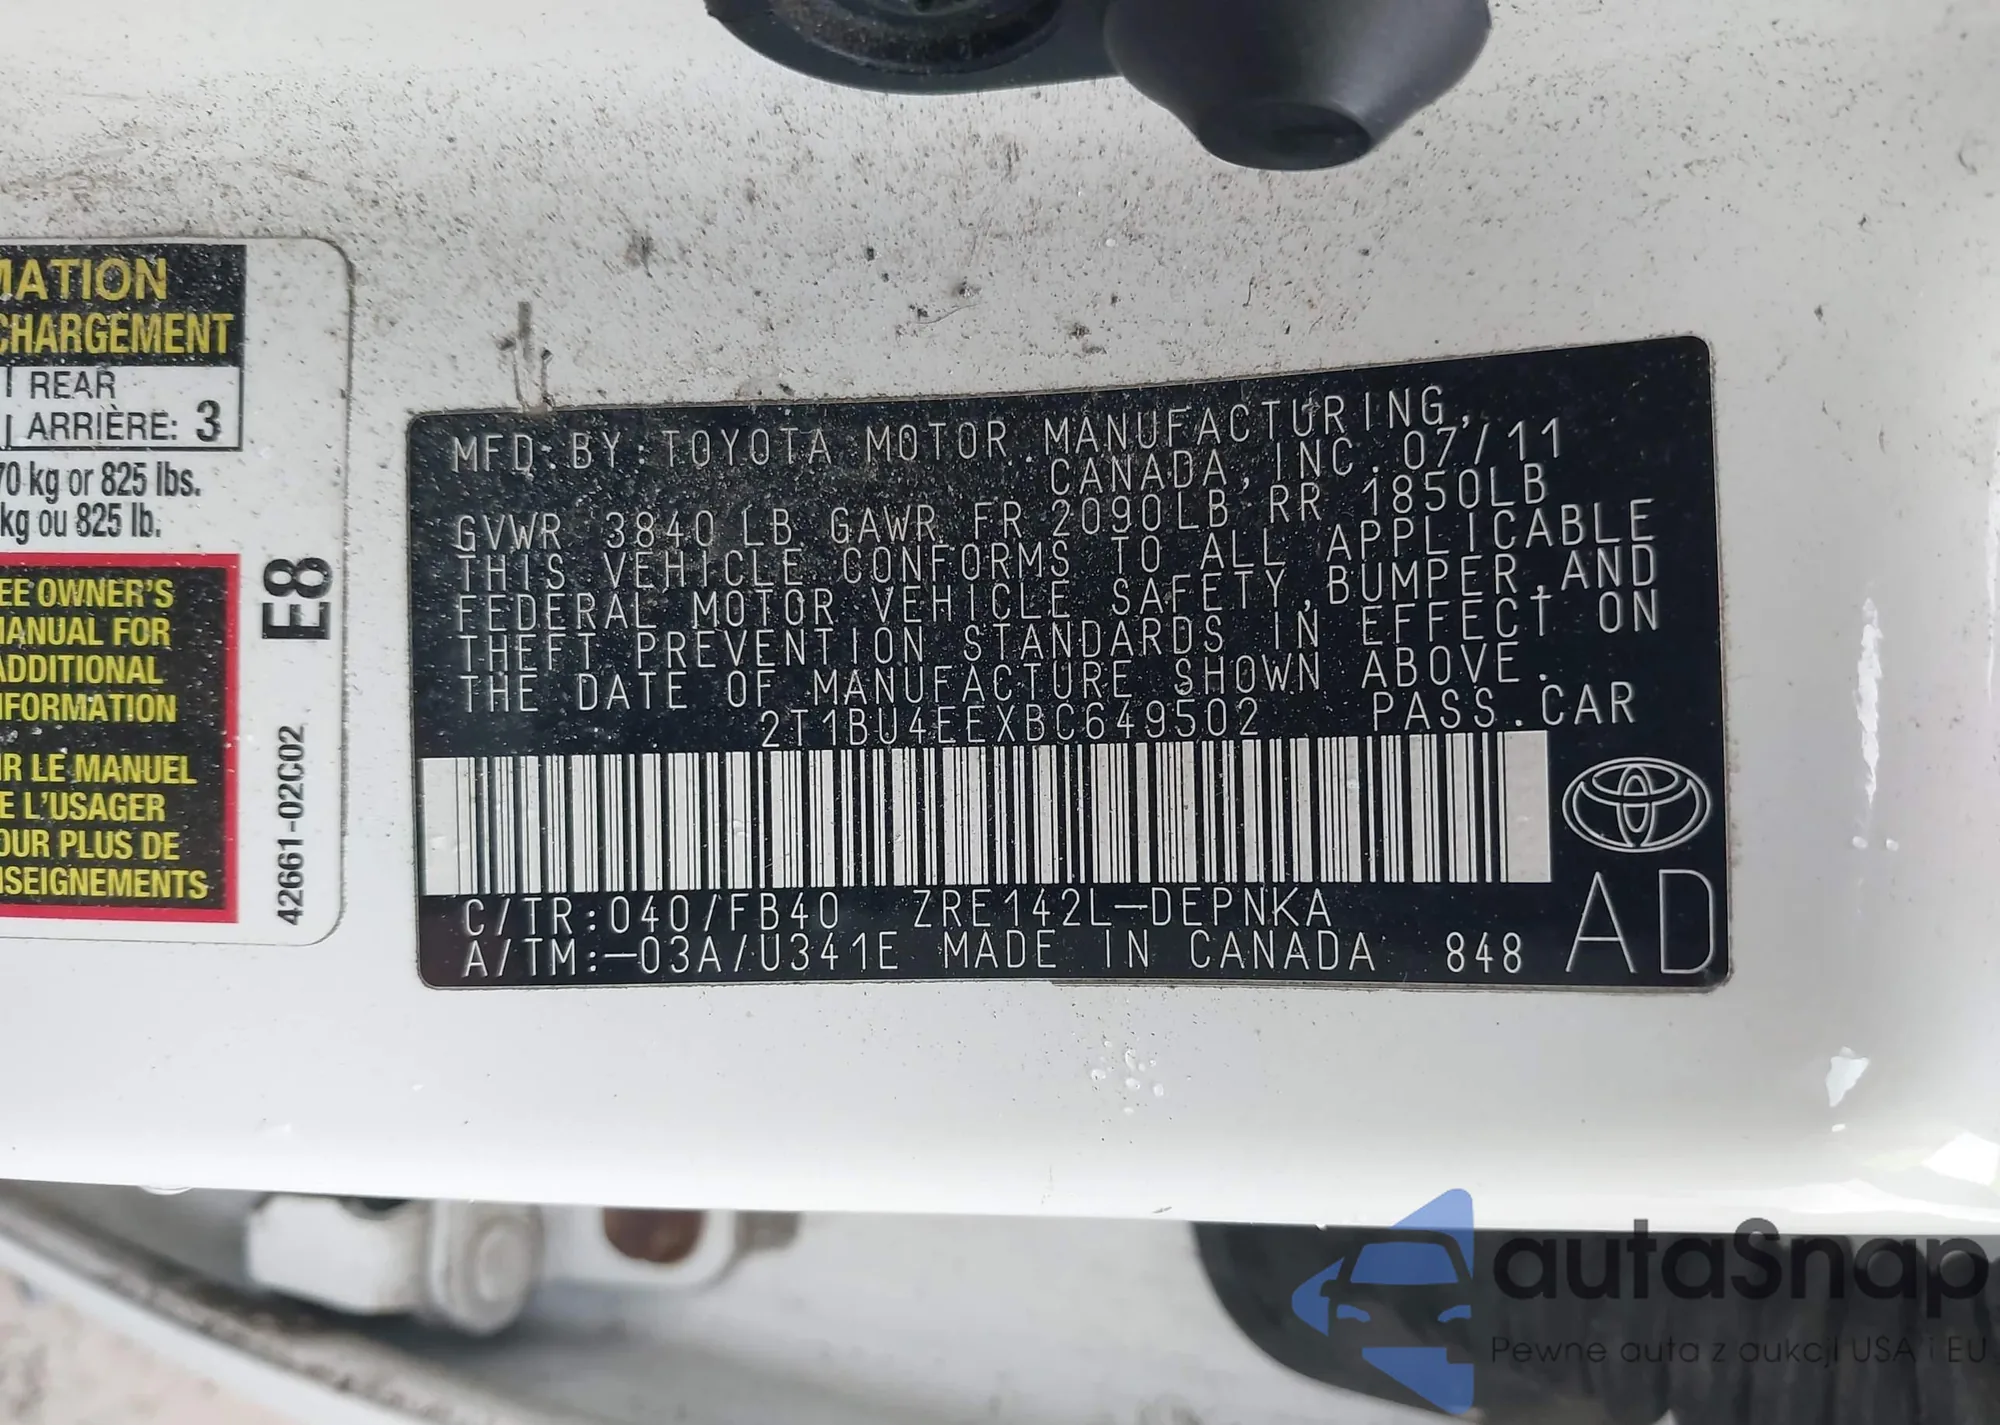 MATION
CHARGEMENT
REAR
ARRIÈRE: 3
70 kg or 825 lbs.
kg ou 825 lb.
EE OWNER'S
MANUAL FOR
ADDITIONAL
NFORMATION
R LE MANUEL
E L'USAGER
OUR PLUS DE
NSEIGNEMENTS
E8
42661-02C02
MFD.BY:TOYOTA MOTOR MANUFACTURING,
CANADA,INC.07/11
GVWR 3840 LB GAWR FR 2090LB RR 1850LB
THIS VEHICLE CONFORMS TO ALL APPLICABLE
FEDERAL MOTOR VEHICLE SAFETY,BUMPER,AND
THEFT PREVENTION STANDARDS IN EFFECT ON
THE DATE OF MANUFACTURE SHOWN ABOVE.
2T1BU4EEXBC649502 PASS.CAR
C/TR:040/FB40 ZRE142L-DEPNKA
A/TM:-03A/U341E MADE IN CANADA 848
AD
autaSnap
Pewne auta z aukcji USA i EU